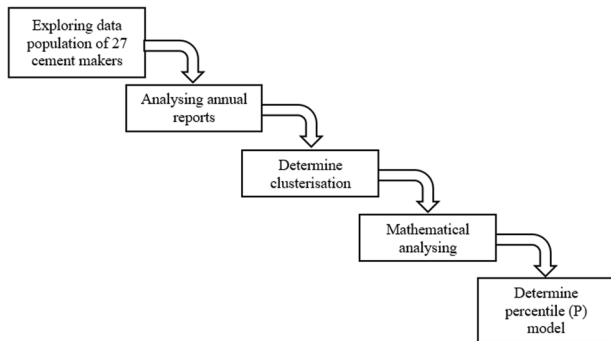 Exploring data
population of 27
cement makers
Analysing annual
reports
Determine
clusterisation
Mathematical
analysing
Determine
percentile (P)
model